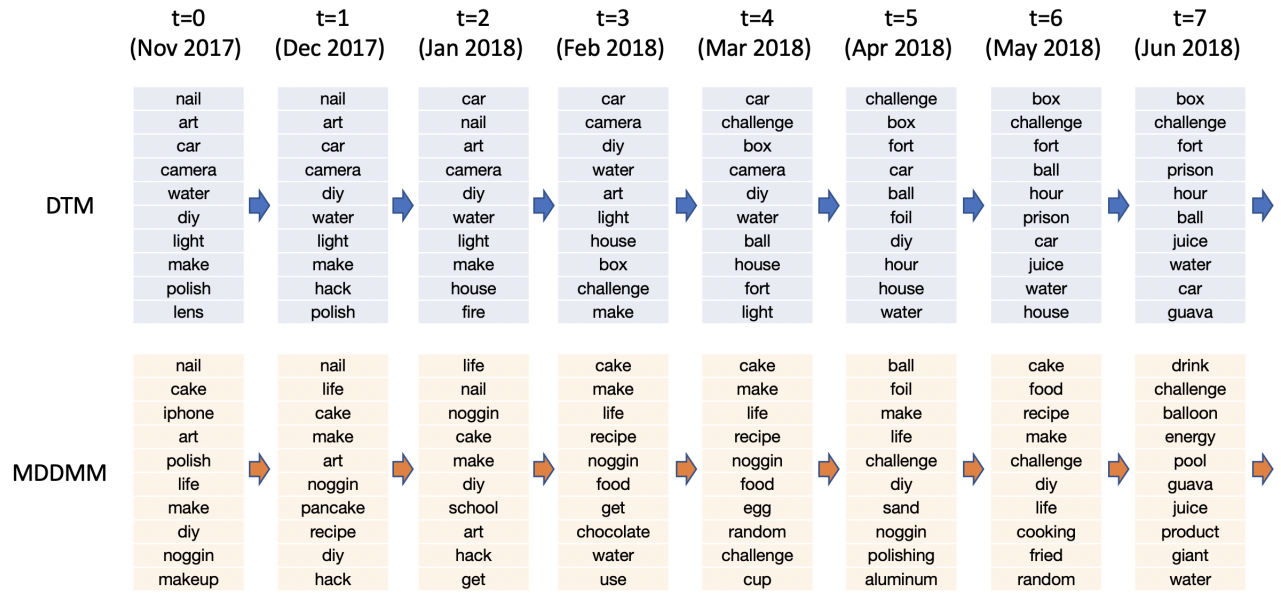 t=0 t=1 t=2 t=3 t=4 t=5 t=6 t=7
(Nov 2017) (Dec 2017) (Jan 2018) (Feb 2018) (Mar 2018) (Apr 2018) (May 2018) (Jun 2018)
nail nail car car car challenge box box
art art nail camera challenge box challenge challenge
car car art diy box fort fort fort
camera camera camera water camera car ball prison
water diy diy art diy ball hour hour
DTM
diy water water light water foil prison ball
light light light house ball diy car juice
make make make box house hour juice water
polish hack house challenge fort house water car
lens polish fire make light water house guava
nail nail life cake cake ball cake drink
cake life nail make make foil food challenge
iphone cake noggin life life make recipe balloon
art make cake recipe recipe life make energy
polish art make noggin noggin challenge challenge pool
MDDMM
life noggin diy food food diy diy guava
make pancake school get egg sand life juice
diy recipe art chocolate random noggin cooking product
noggin diy hack water challenge polishing fried giant
makeup hack get use cup aluminum random water